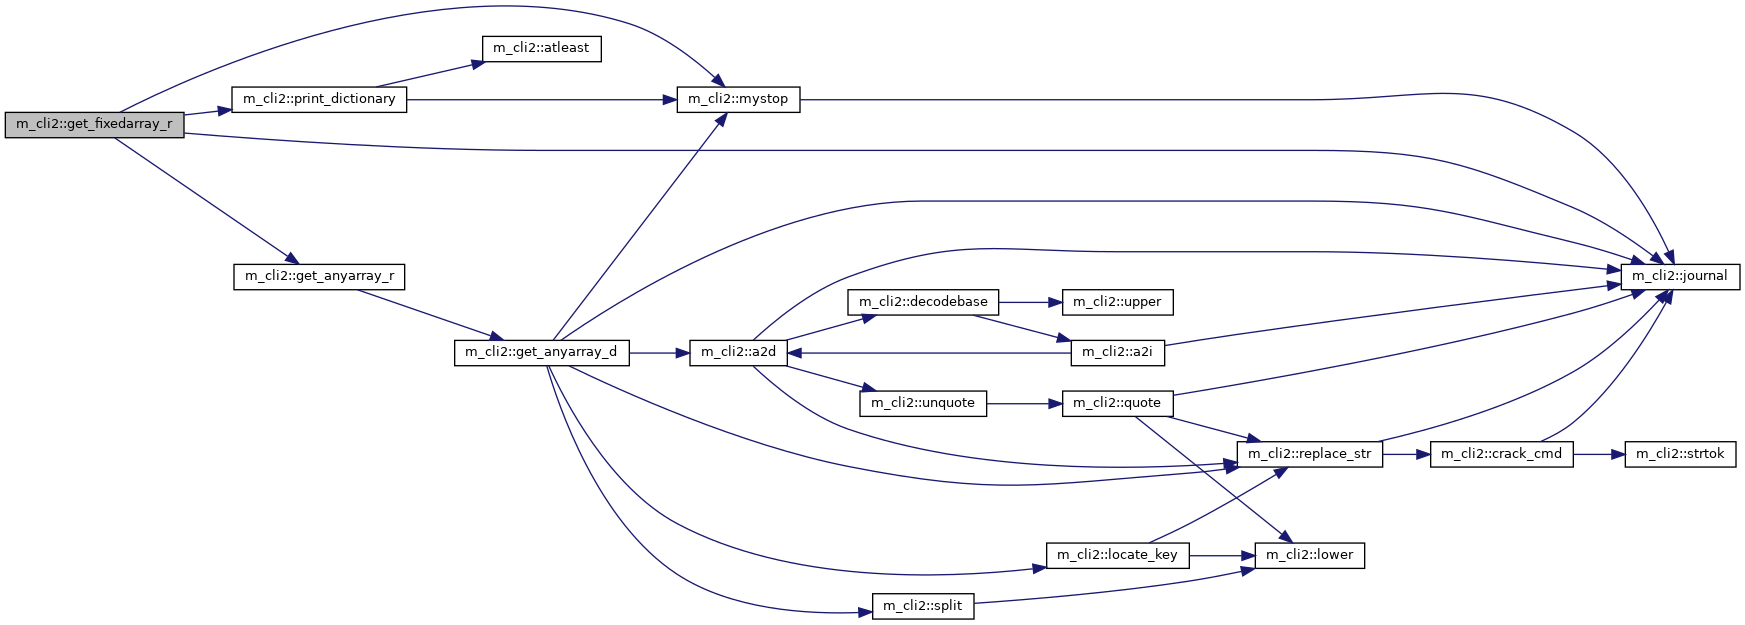 m_cli2::atleast
m_cli2::print_dictionary
m_cli2::mystop
m_cli2::get_fixedarray_r
m_cli2::get_anyarray_r
m_cli2::journal
m_cli2::decodebase
m_cli2::upper
m_cli2::get_anyarray_d
m_cli2::a2d
m_cli2::a2i
m_cli2::unquote
m_cli2::quote
m_cli2::replace_str
m_cli2::crack_cmd
m_cli2::strtok
m_cli2::locate_key
m_cli2::lower
m_cli2::split